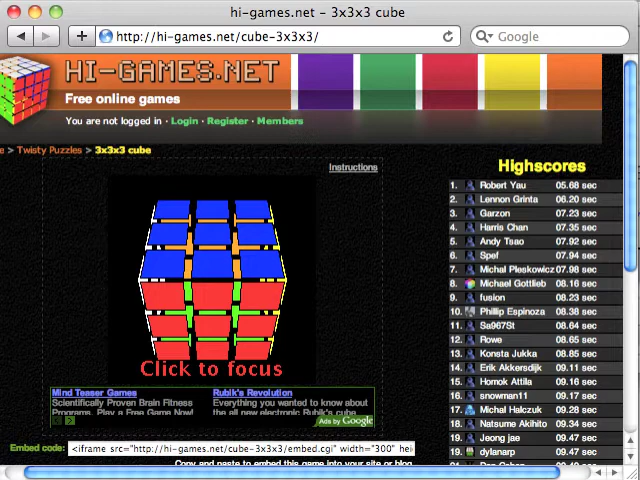 hi-games.net – 3x3x3 cube
http://hi-games.net/cube-3x3x3/
Google
HI-GAMES.NET
Free online games
You are not logged in · Login · Register · Members
> Twisty Puzzles > 3x3x3 cube
Instructions
Click to focus
Mind Teaser Games
Scientifically Proven Brain Fitness
Programs. Play a Free Game Now!
Rubik's Revolution
Everything you wanted to know about
the all new electronic Rubik's cube
Ads by Google
Embed code:
<iframe src="http://hi-games.net/cube-3x3x3/embed.cgi" width="300" hei
Copy and paste to embed this game into your site or blog
Highscores
1. Robert Yau 05.68 sec
2. Lennon Grinta 06.20 sec
3. Garzon 07.23 sec
4. Harris Chan 07.35 sec
5. Andy Tsao 07.92 sec
6. Spef 07.94 sec
7. Michal Pleskowicz 07.98 sec
8. Michael Gottlieb 08.16 sec
9. fusion 08.23 sec
10. Phillip Espinoza 08.38 sec
11. Sa967St 08.64 sec
12. Rowe 08.65 sec
13. Konsta Jukka 08.85 sec
14. Erik Akkersdijk 09.11 sec
15. Homok Attila 09.16 sec
16. snowman11 09.17 sec
17. Michal Halczuk 09.28 sec
18. Natsume Akihito 09.34 sec
19. Jeong jae 09.47 sec
19. dylanarp 09.47 sec